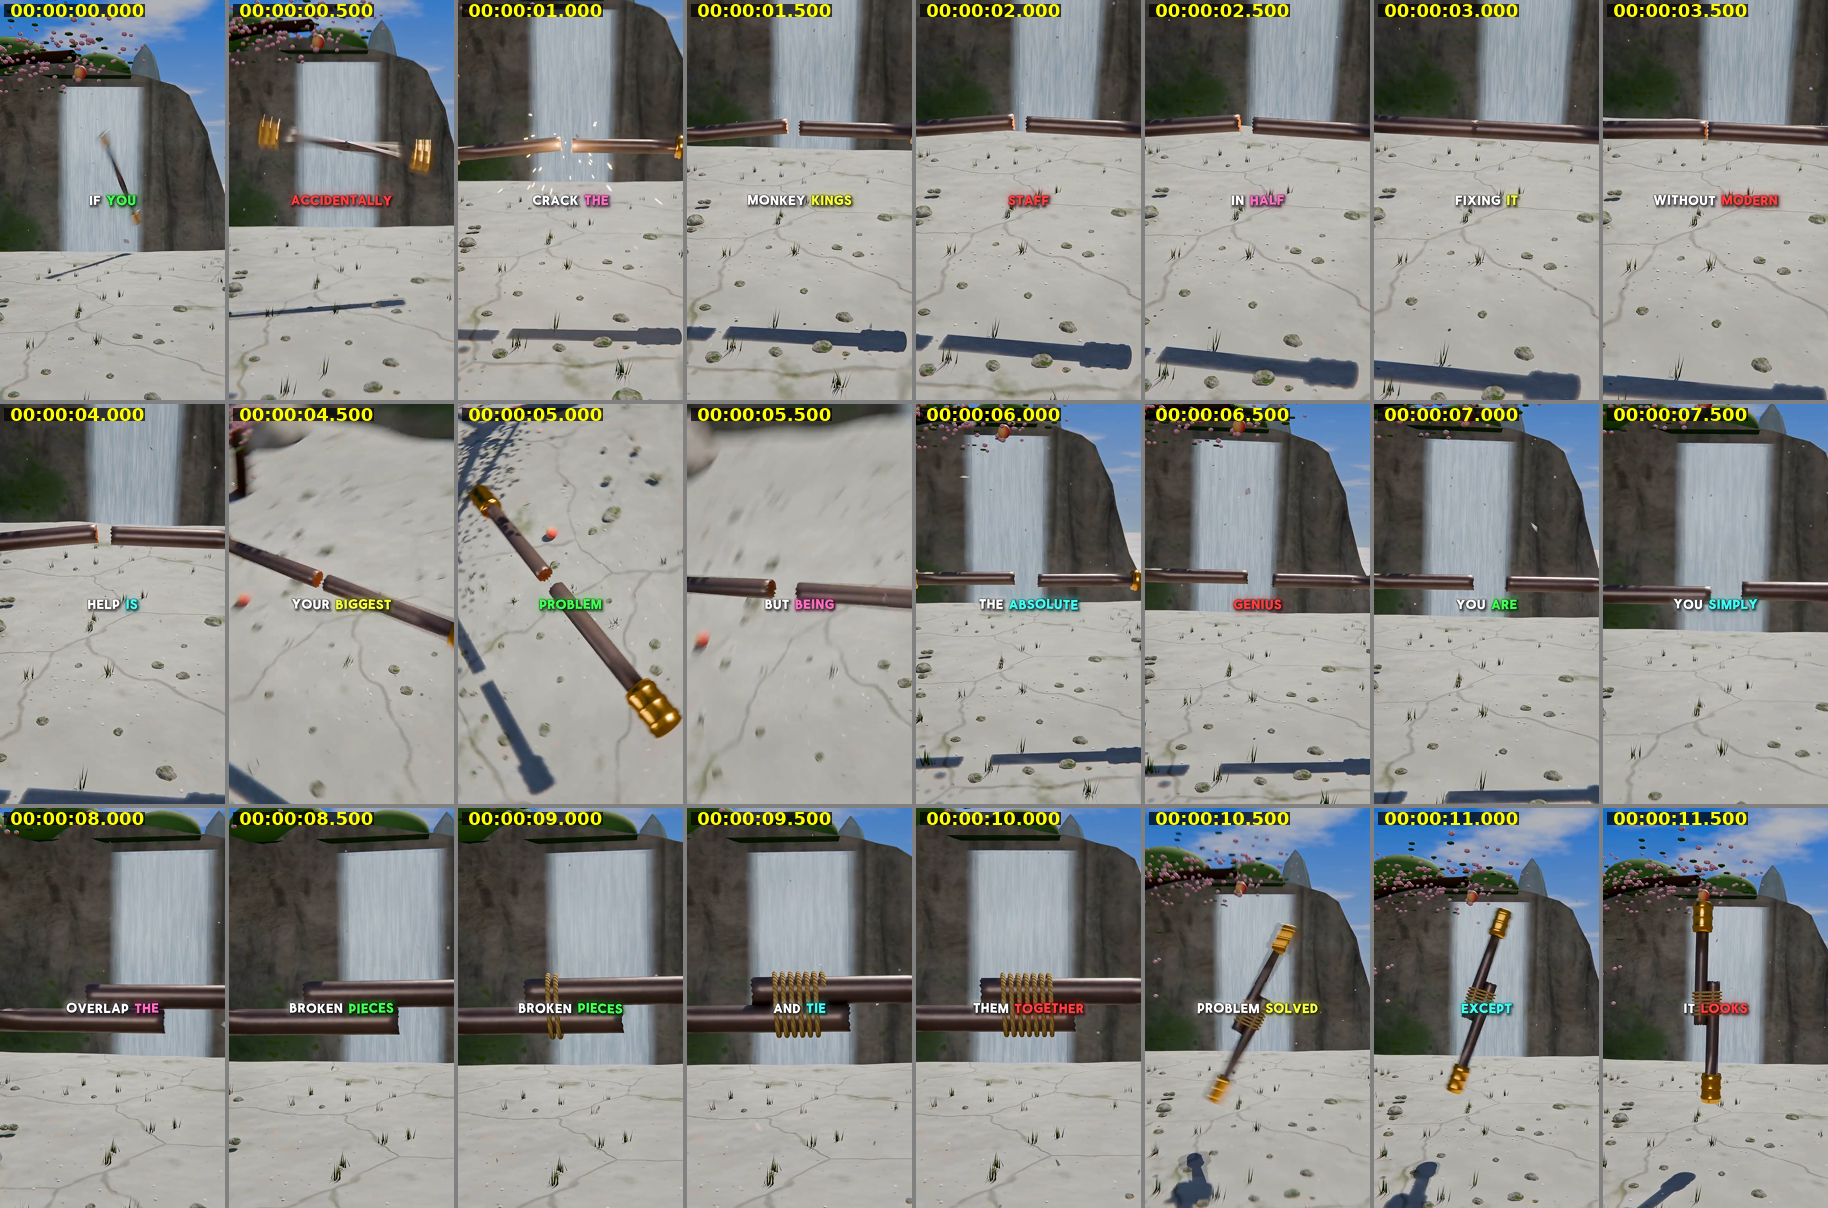 00:00:00.000
IF YOU
00:00:00.500
ACCIDENTALLY
00:00:01.000
CRACK THE
00:00:01.500
MONKEY KINGS
00:00:02.000
STAFF
00:00:02.500
IN HALF
00:00:03.000
FIXING IT
00:00:03.500
WITHOUT MODERN
00:00:04.000
HELP IS
00:00:04.500
YOUR BIGGEST
00:00:05.000
PROBLEM
00:00:05.500
BUT BEING
00:00:06.000
THE ABSOLUTE
00:00:06.500
GENIUS
00:00:07.000
YOU ARE
00:00:07.500
YOU SIMPLY
00:00:08.000
OVERLAP THE
00:00:08.500
BROKEN PIECES
00:00:09.000
BROKEN PIECES
00:00:09.500
AND TIE
00:00:10.000
THEM TOGETHER
00:00:10.500
PROBLEM SOLVED
00:00:11.000
EXCEPT
00:00:11.500
IT LOOKS